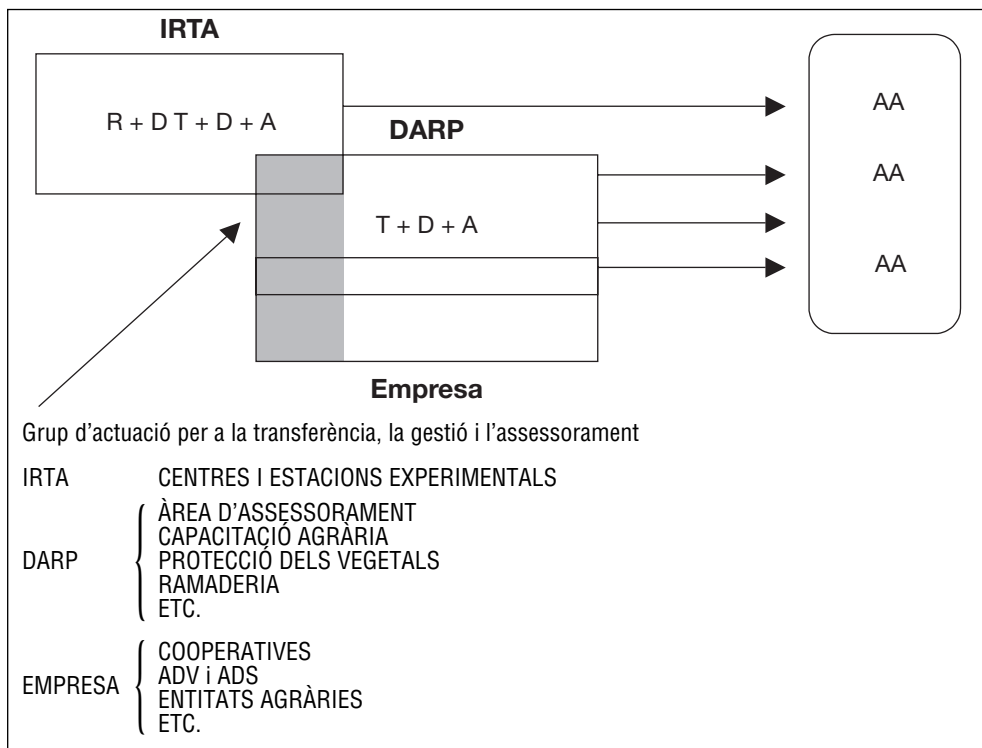 IRTA
R + D T + D + A
AA
DARP
AA
T + D + A
AA
Empresa
Grup d’actuació per a la transferència, la gestió i l’assessorament
IRTA CENTRES I ESTACIONS EXPERIMENTALS
DARP
ÀREA D’ASSESSORAMENT
CAPACITACIÓ AGRÀRIA
PROTECCIÓ DELS VEGETALS
RAMADERIA
ETC.
EMPRESA
COOPERATIVES
ADV i ADS
ENTITATS AGRÀRIES
ETC.